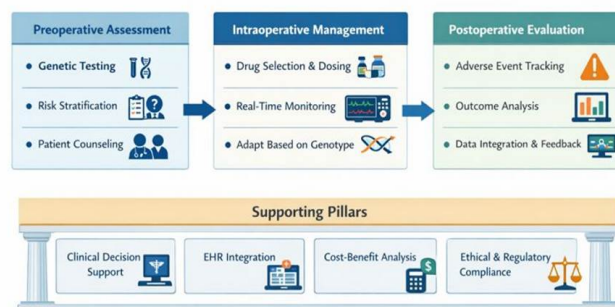 Preoperative Assessment
Genetic Testing
Risk Stratification
Patient Counseling
Intraoperative Management
Drug Selection & Dosing
Real-Time Monitoring
Adapt Based on Genotype
Postoperative Evaluation
Adverse Event Tracking
Outcome Analysis
Data Integration & Feedback
Supporting Pillars
Clinical Decision
Support
EHR Integration
Cost-Benefit Analysis
$
Ethical & Regulatory
Compliance